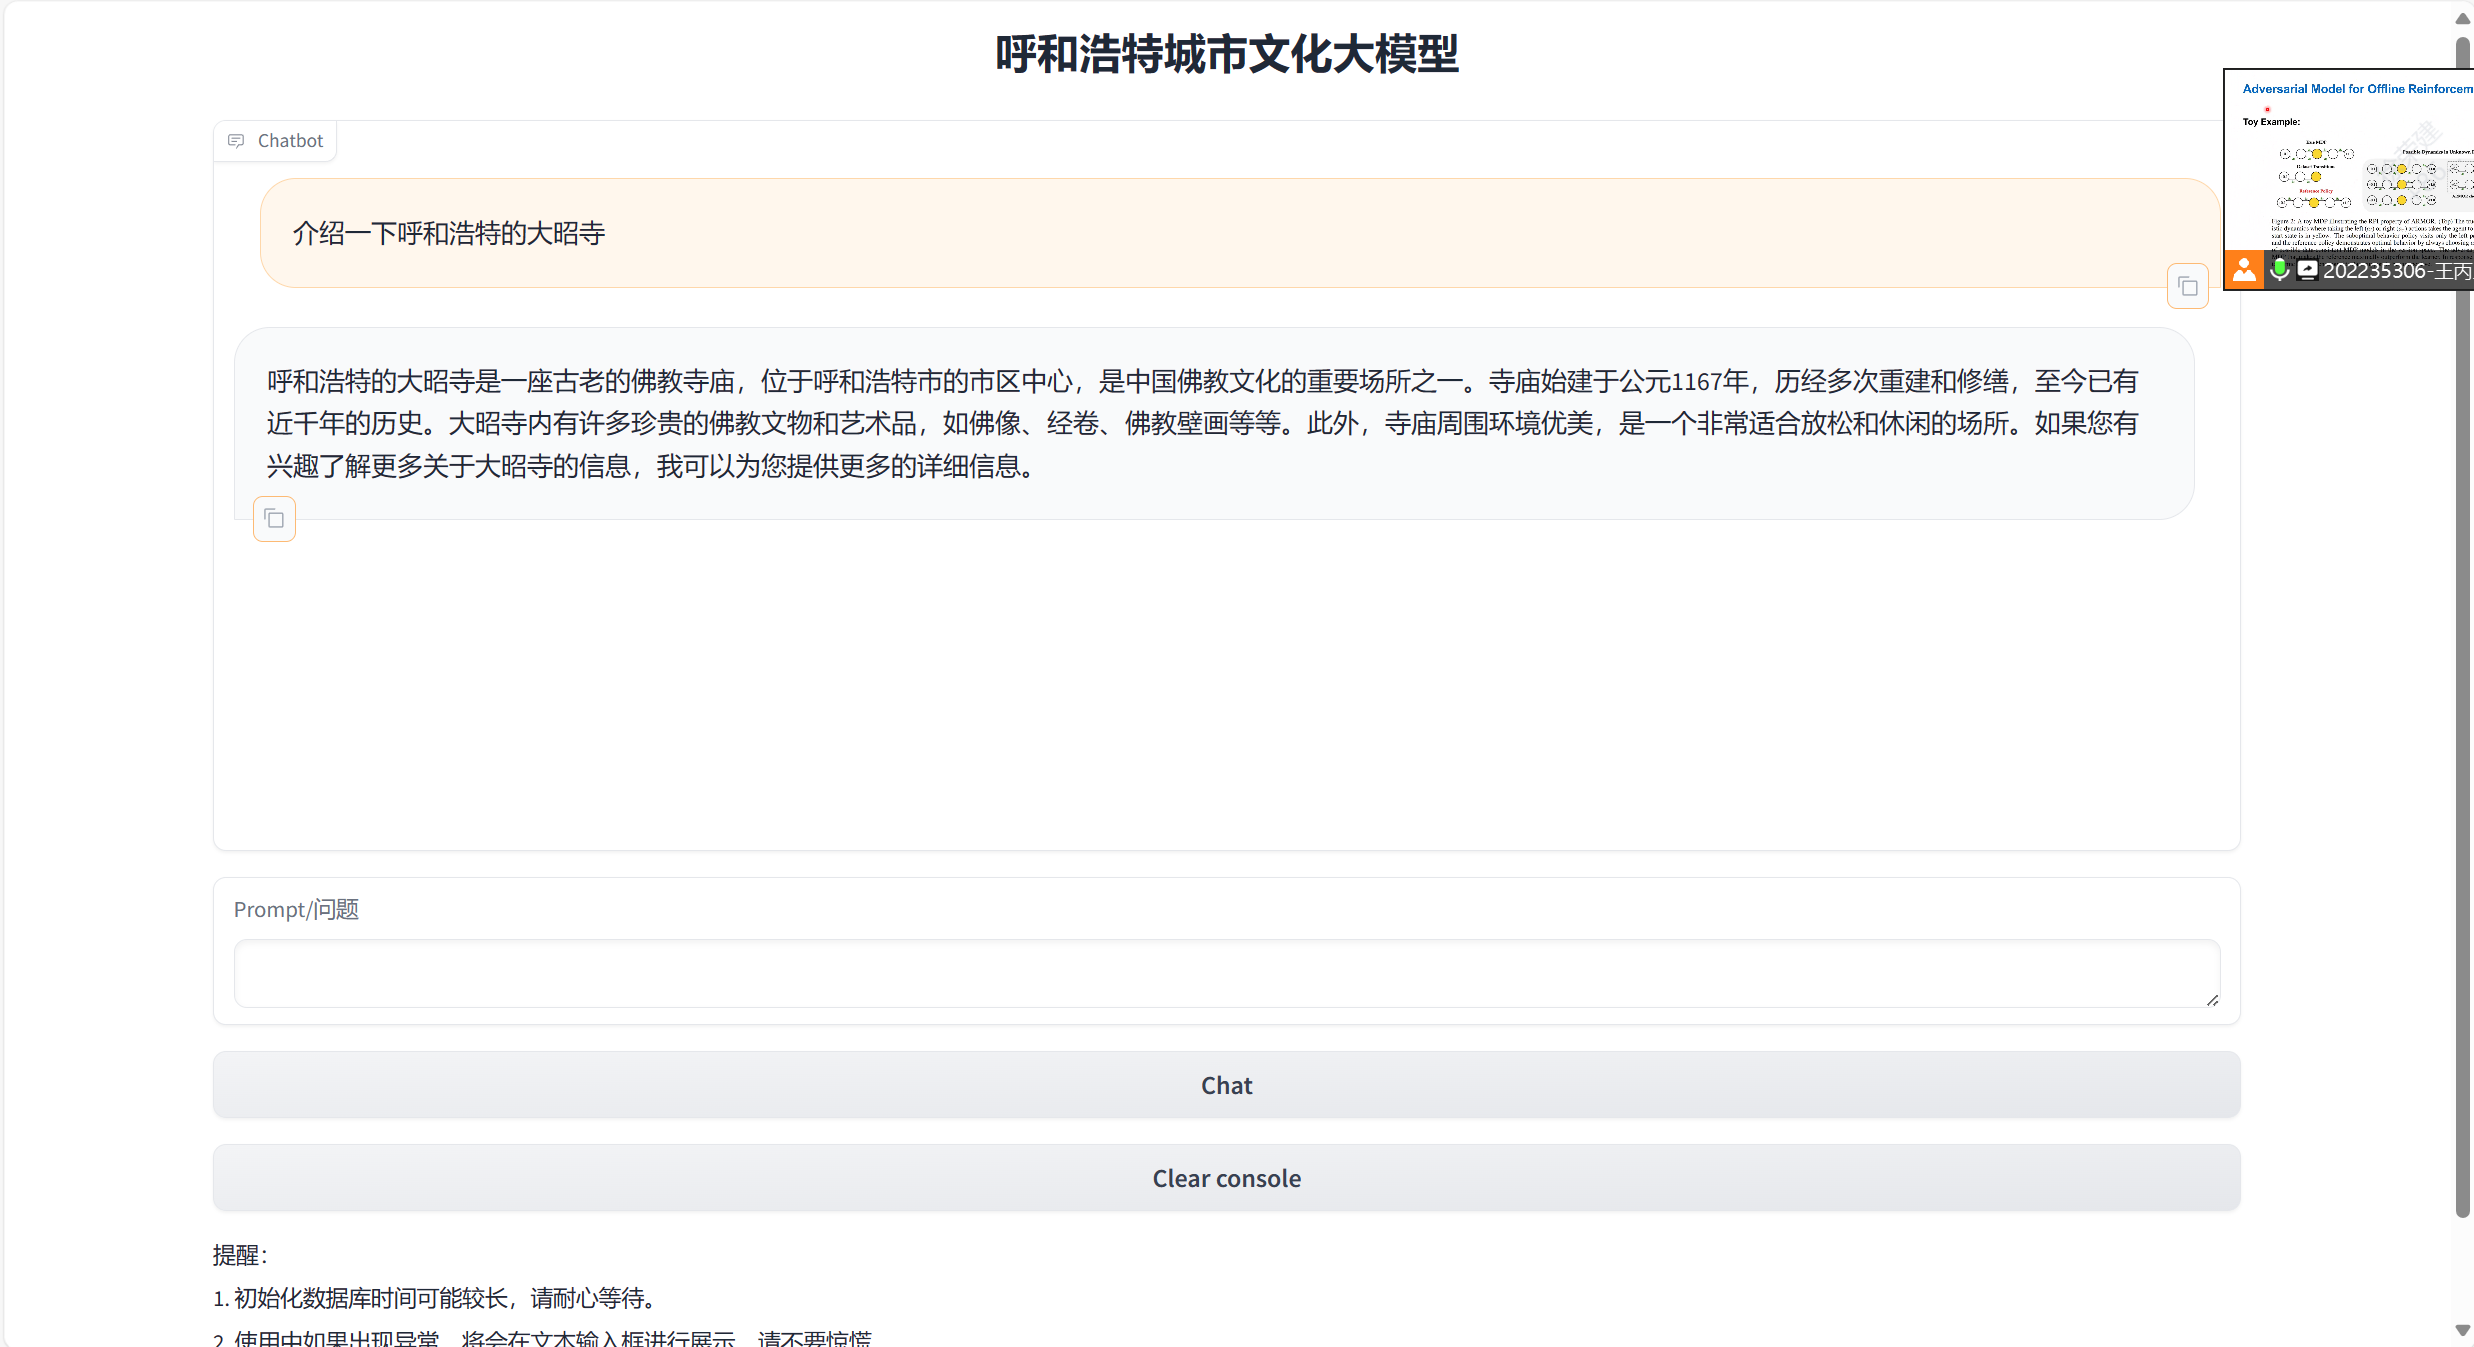 呼和浩特城市文化大模型
Chatbot
介绍一下呼和浩特的大昭寺
呼和浩特的大昭寺是一座古老的佛教寺庙，位于呼和浩特市的市区中心，是中国佛教文化的重要场所之一。寺庙始建于公元1167年，历经多次重建和修缮，至今已有
近千年的历史。大昭寺内有许多珍贵的佛教文物和艺术品，如佛像、经卷、佛教壁画等等。此外，寺庙周围环境优美，是一个非常适合放松和休闲的场所。如果您有
兴趣了解更多关于大昭寺的信息，我可以为您提供更多的详细信息。
Adversarial Model for Offline Reinforcem
Toy Example:
202235306-王丙
Prompt/问题
Chat
Clear console
提醒：
1. 初始化数据库时间可能较长，请耐心等待。
2. 使用中如果出现异常，将会在文本输入框进行展示，请不要惊慌